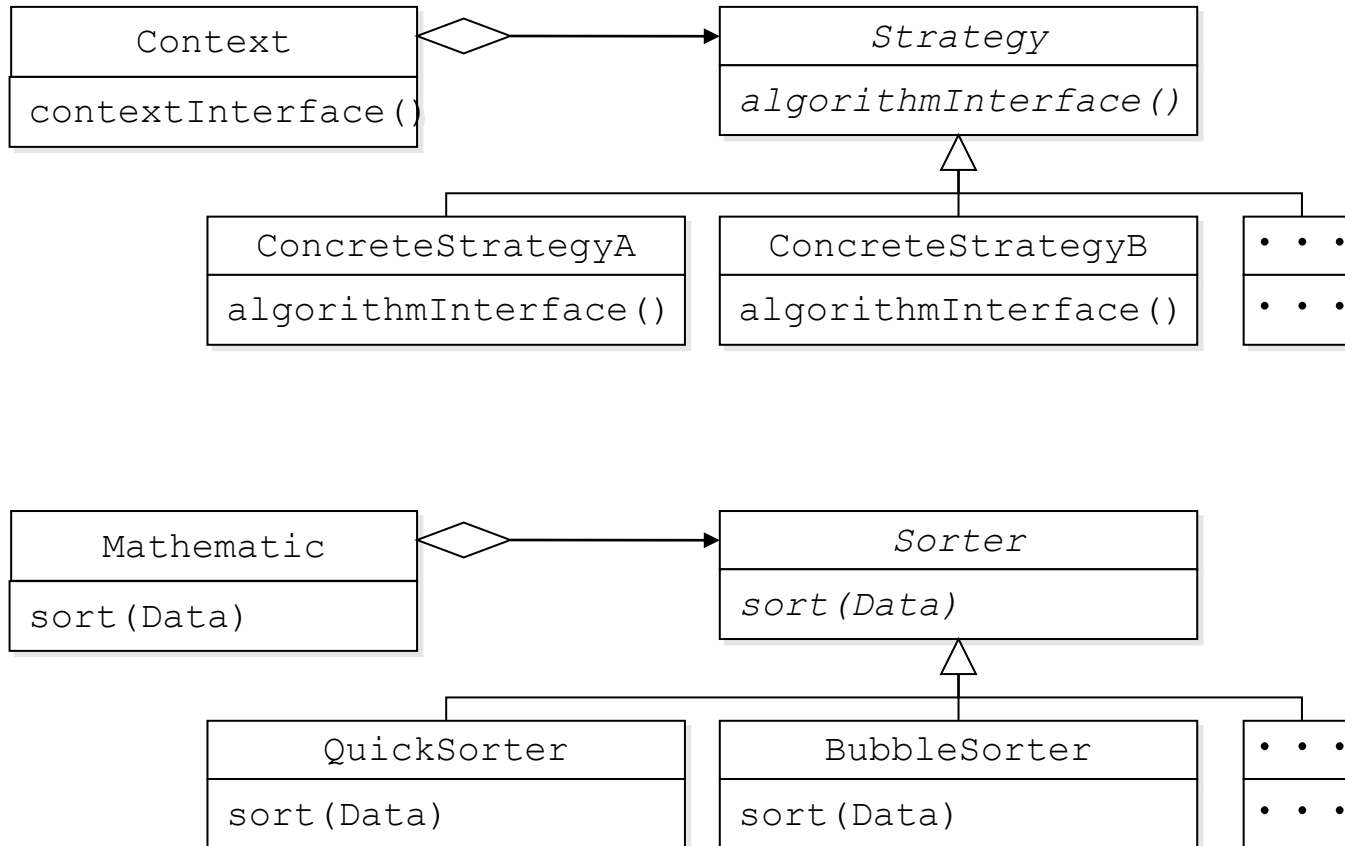 Context
Strategy
contextInterface()
algorithmInterface()
ConcreteStrategyA
ConcreteStrategyB
• • •
algorithmInterface()
algorithmInterface()
• • •
Mathematic
Sorter
sort(Data)
sort(Data)
QuickSorter
BubbleSorter
• • •
sort(Data)
sort(Data)
• • •